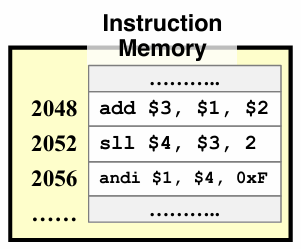 Instruction
Memory
………..
2048 add $3, $1, $2
2052 sll $4, $3, 2
2056 andi $1, $4, 0xF
…… ………..